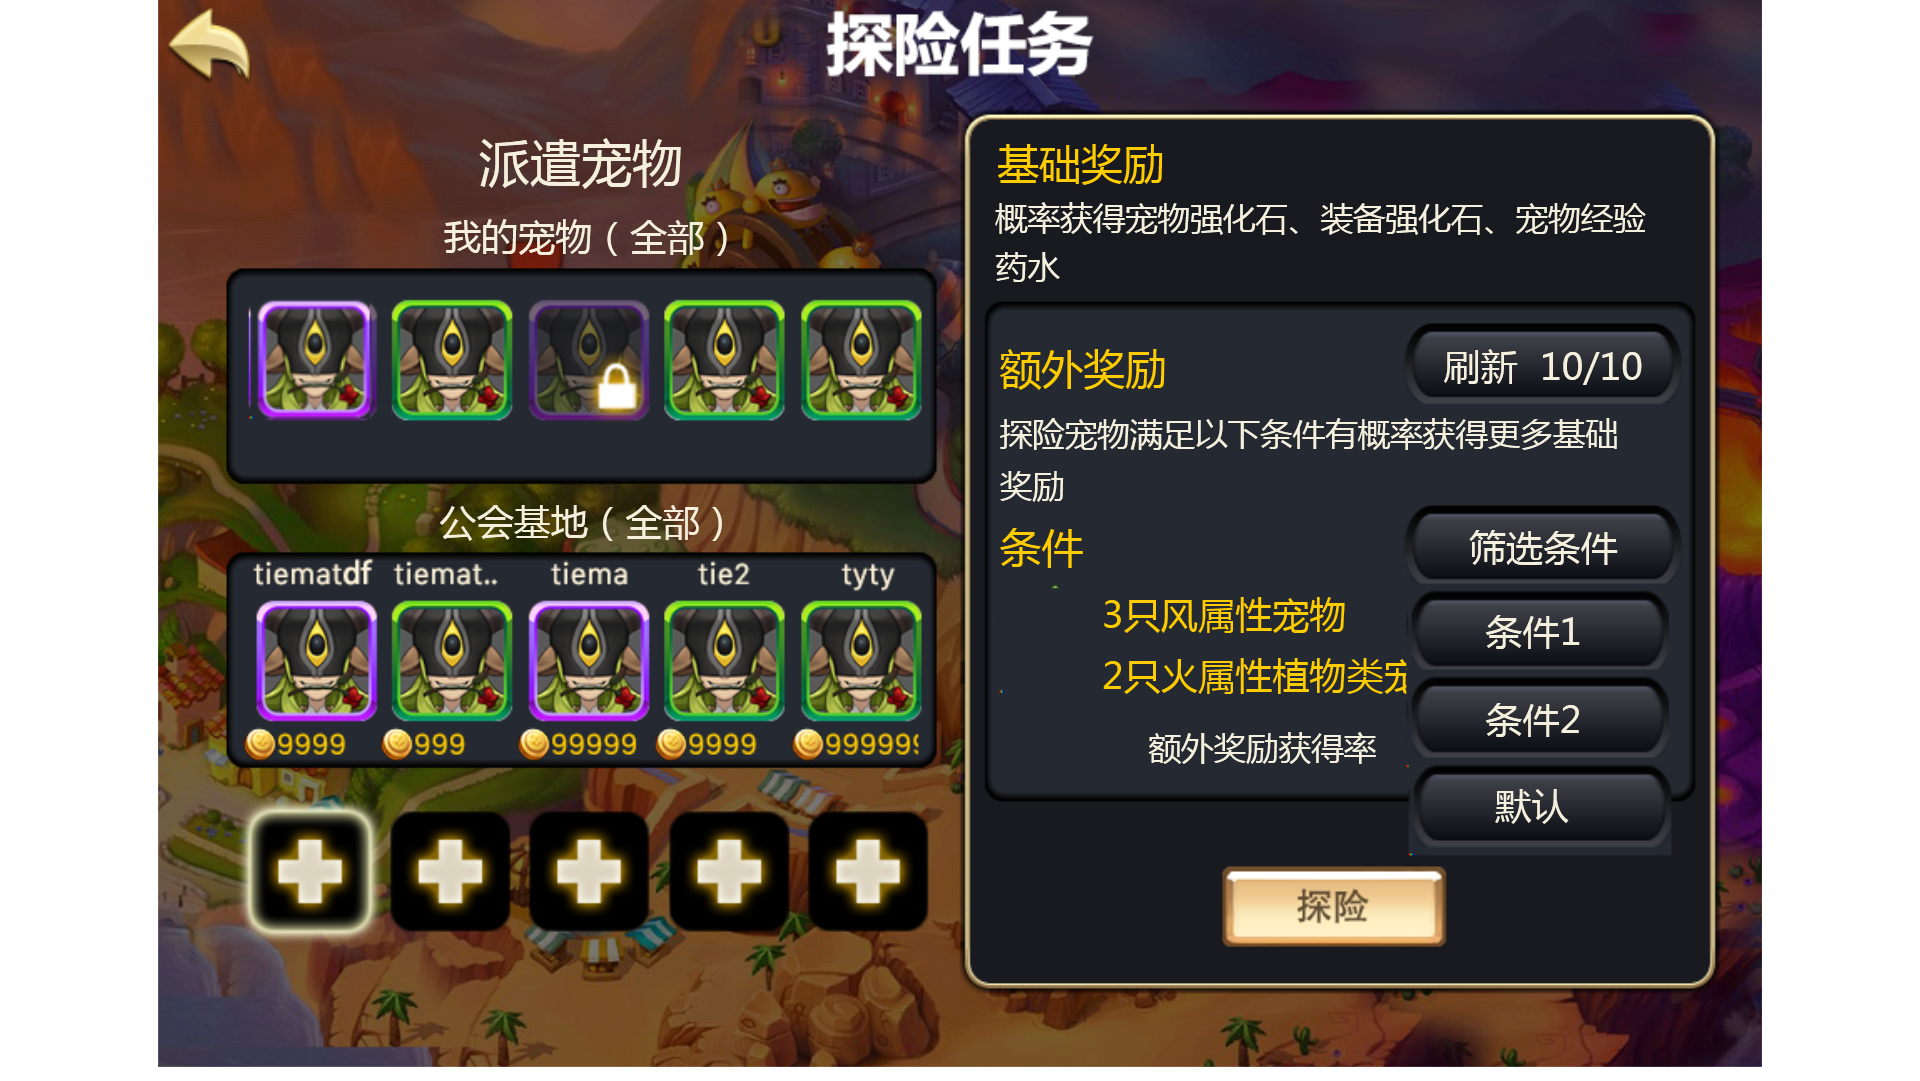 探险任务
派遣宠物
我的宠物（全部）
公会基地（全部）
tiematdf
tiemat..
tiema
tie2
tyty
9999
999
99999
9999
999999
基础奖励
概率获得宠物强化石、装备强化石、宠物经验
药水
额外奖励
刷新 10/10
探险宠物满足以下条件有概率获得更多基础
奖励
条件
筛选条件
3只风属性宠物
条件1
2只火属性植物类宠
条件2
额外奖励获得率
默认
探险